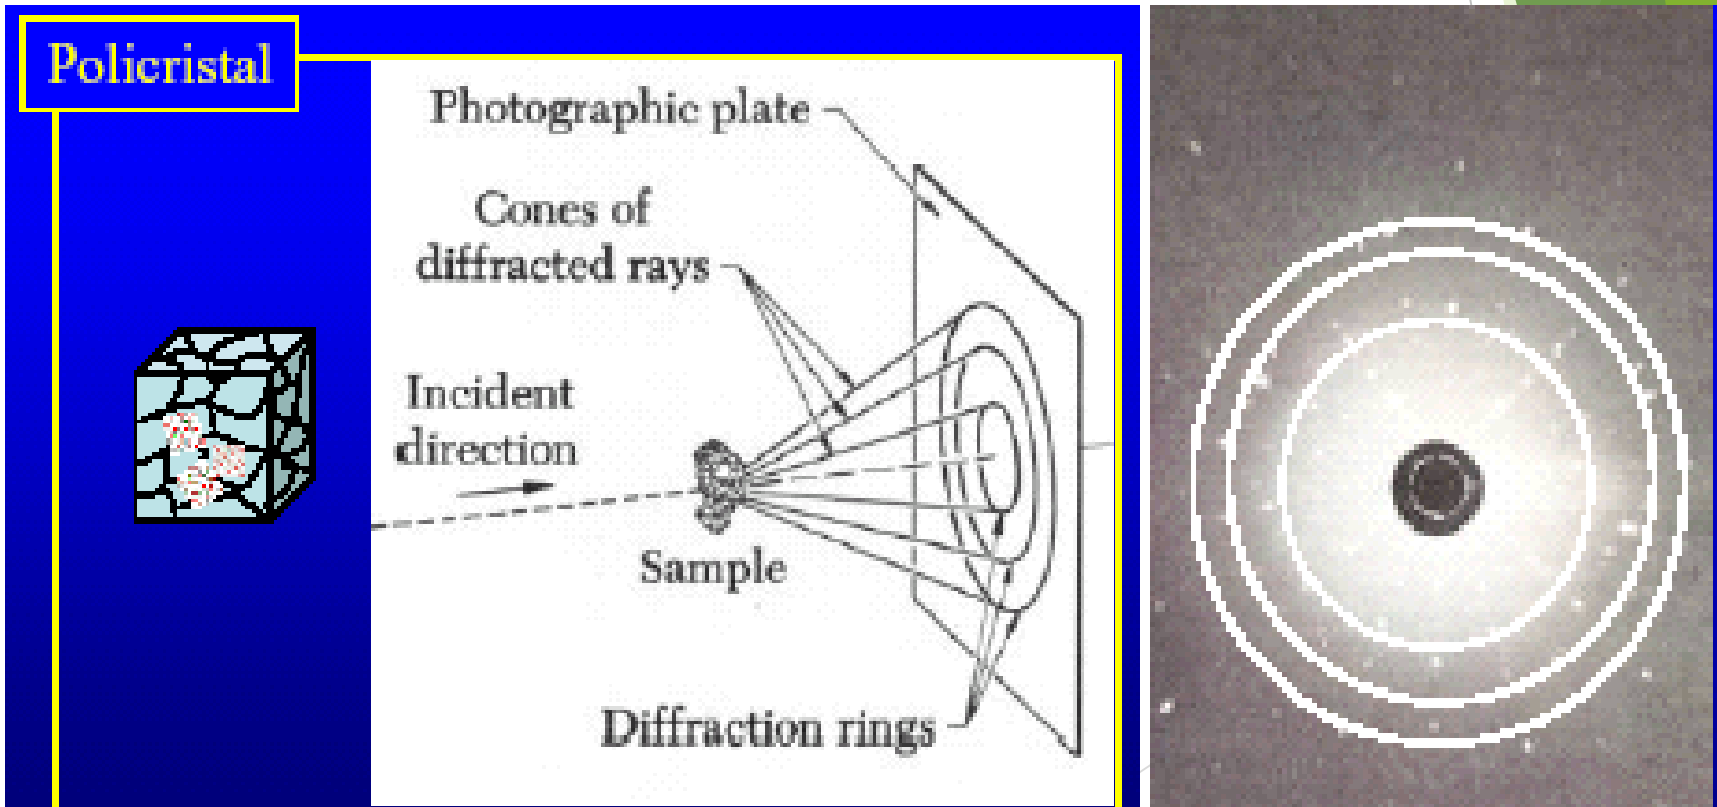 Policristal
Photographic plate
Cones of
diffracted rays
Incident
direction
Sample
Diffraction rings